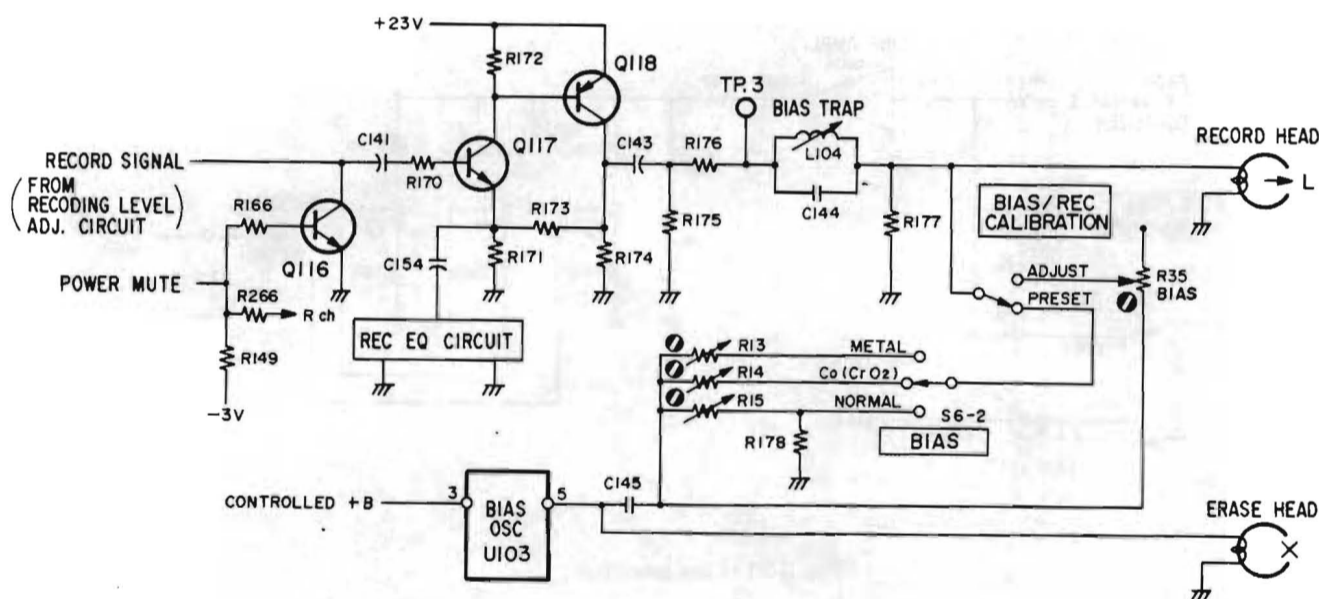 +23V
R172
Q118
TP.3
BIAS TRAP
RECORD HEAD
C141
Q117
C143
R176
L104
RECORD SIGNAL
(FROM
RECODING LEVEL
ADJ. CIRCUIT)
R170
C144
L
R166
R173
R175
R177
BIAS/REC
CALIBRATION
Q116
C154
R171
R174
ADJUST
R35
BIAS
POWER MUTE
PRESET
R266
R ch
REC EQ CIRCUIT
R13
METAL
R149
R14
Co (CrO2)
R15
NORMAL
-3V
S6-2
R178
BIAS
C145
CONTROLLED +B
3
BIAS
OSC
U103
5
ERASE HEAD